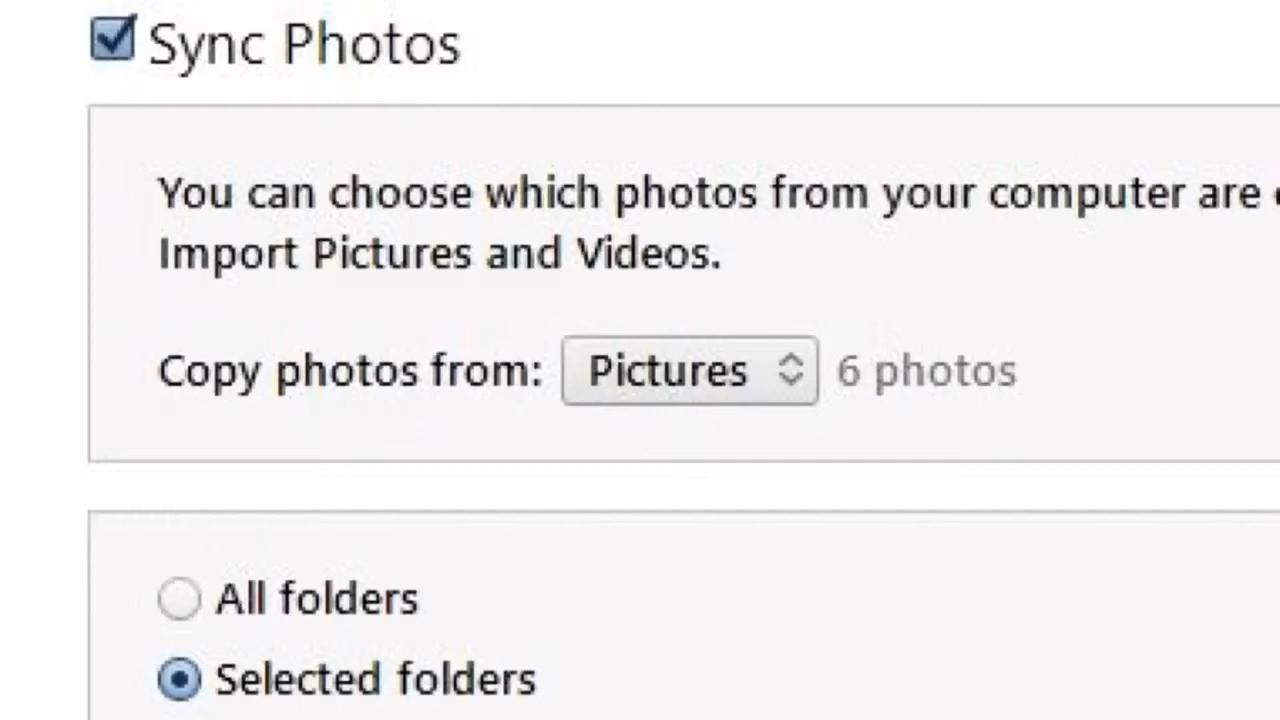 Sync Photos
You can choose which photos from your computer are
Import Pictures and Videos.
Copy photos from: Pictures 6 photos
All folders
Selected folders